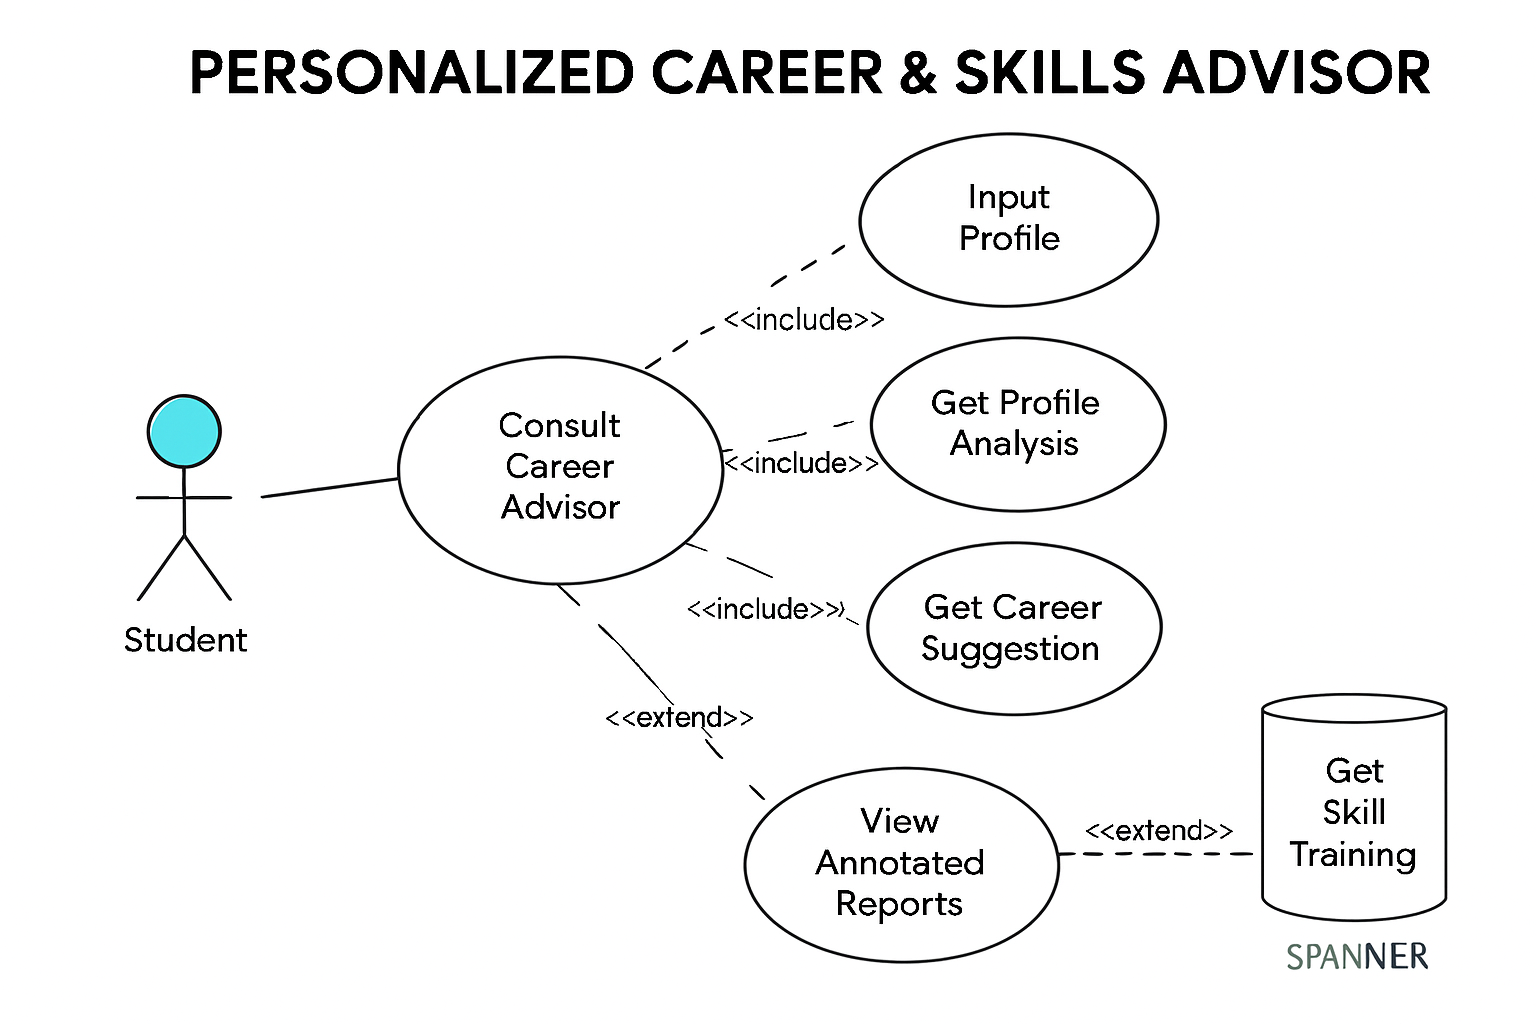 PERSONALIZED CAREER & SKILLS ADVISOR
Input
Profile
<<include>>
Get Profile
Analysis
<<include>>
Consult
Career
Advisor
Student
<<include>>
Get Career
Suggestion
<<extend>>
View
Annotated
Reports
<<extend>>
Get
Skill
Training
SPANNER